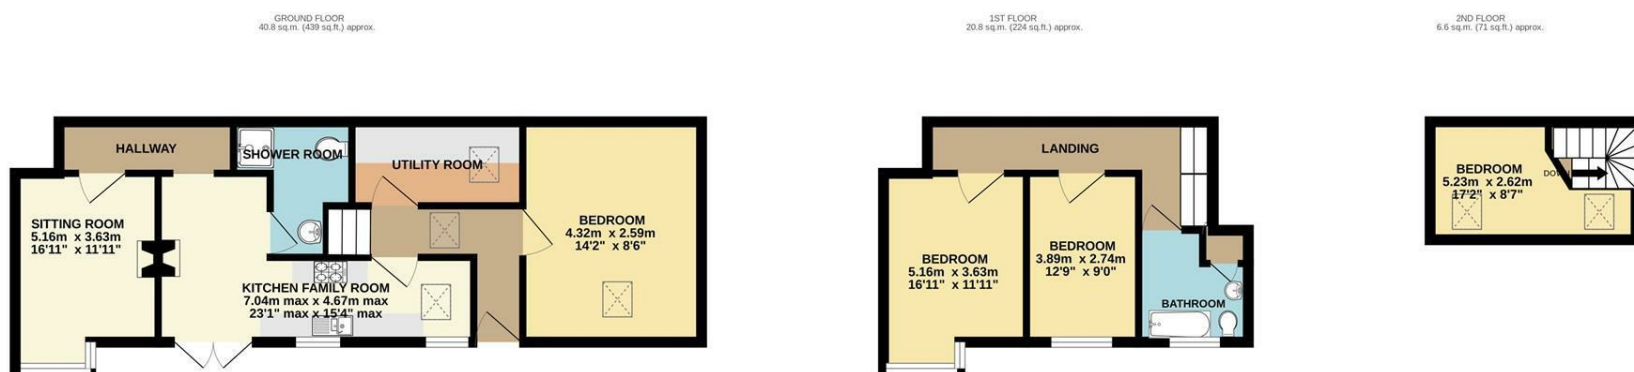 GROUND FLOOR
40.8 sq.m. (439 sq.ft.) approx.
HALLWAY
SHOWER ROOM
UTILITY ROOM
SITTING ROOM
5.16m x 3.63m
16'11" x 11'11"
BEDROOM
4.32m x 2.59m
14'2" x 8'6"
KITCHEN FAMILY ROOM
7.04m max x 4.67m max
23'1" max x 15'4" max
1ST FLOOR
20.8 sq.m. (224 sq.ft.) approx.
LANDING
BEDROOM
5.16m x 3.63m
16'11" x 11'11"
BEDROOM
3.89m x 2.74m
12'9" x 9'0"
BATHROOM
2ND FLOOR
6.6 sq.m. (71 sq.ft.) approx.
BEDROOM
5.23m x 2.62m
17'2" x 8'7"